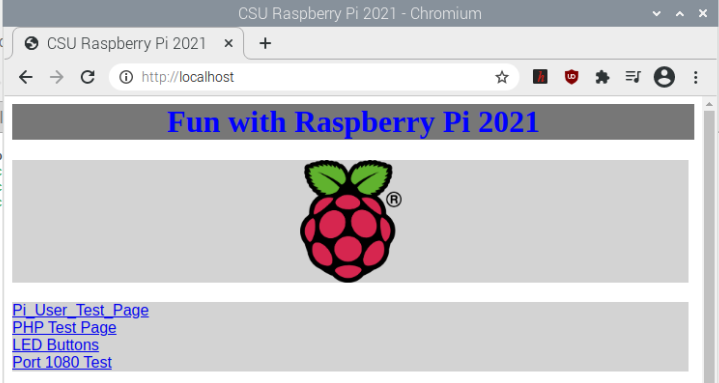 CSU Raspberry Pi 2021 - Chromium
CSU Raspberry Pi 2021
http://localhost
Fun with Raspberry Pi 2021
®
Pi_User_Test_Page
PHP Test Page
LED Buttons
Port 1080 Test